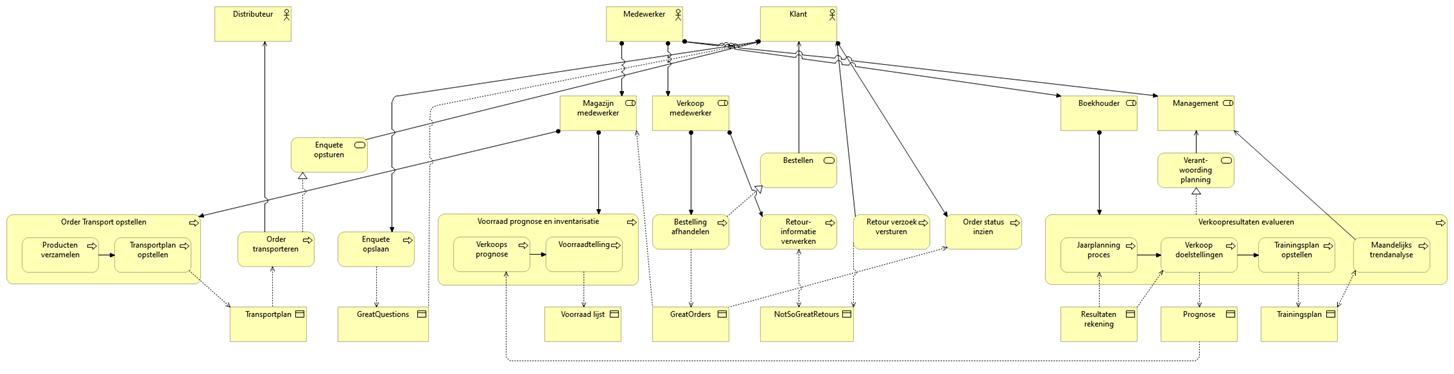 Distributeur
Medewerker
Klant
Magazijn
medewerker
Verkoop
medewerker
Boekhouder
Management
Enquete
opsturen
Bestellen
Verant-
woording
planning
Order Transport opstellen
Producten
verzamelen
Transportplan
opstellen
Order
transporteren
Enquete
opslaan
Voorraad prognose en inventarisatie
Verkoops
prognose
Voorraadtelling
Bestelling
afhandelen
Retour-
informatie
verwerken
Retour verzoek
versturen
Order status
inzien
Verkoopresultaten evalueren
Jaarplanning
proces
Verkoop
doelstellingen
Trainingsplan
opstellen
Maandelijks
trendanalyse
Transportplan
GreatQuestions
Voorraad lijst
GreatOrders
NotSoGreatRetours
Resultaten
rekening
Prognose
Trainingsplan